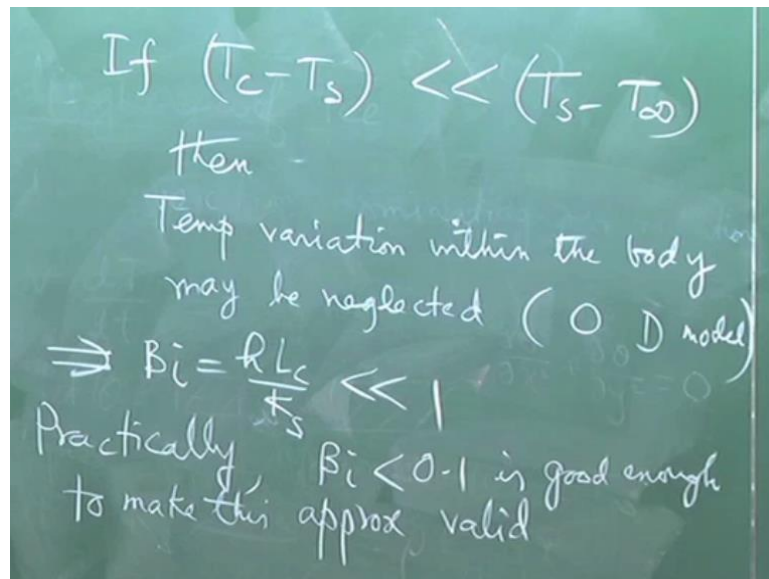 If (Tc - Ts) << (Ts - T∞)
then
Temp variation within the body
may be neglected (0 D model)
⇒ Bi = hLc/Ks << 1
Practically, Bi < 0.1 is good enough
to make this approx valid